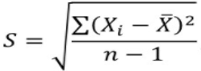 S = √(∑(Xᵢ − X̄)² / (n − 1))